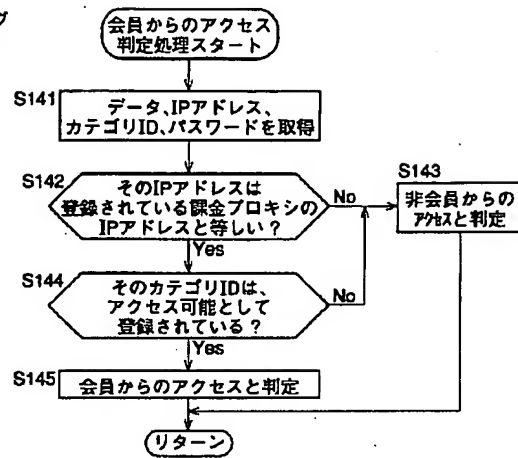 グ
会員からのアクセス
判定処理スタート
S141
データ、IPアドレス、
カテゴリID、パスワードを取得
S142
そのIPアドレスは
登録されている課金プロキシの
IPアドレスと等しい?
No
S143
非会員からの
アクセスと判定
Yes
S144
そのカテゴリIDは、
アクセス可能として
登録されている?
No
Yes
S145
会員からのアクセスと判定
リターン